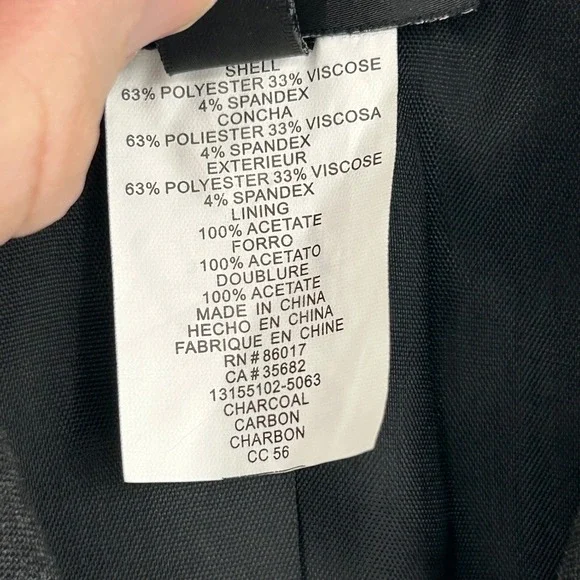 SHELL
63% POLYESTER 33% VISCOSE
4% SPANDEX
CONCHA
63% POLIESTER 33% VISCOSA
4% SPANDEX
EXTERIEUR
63% POLYESTER 33% VISCOSE
4% SPANDEX
LINING
100% ACETATE
FORRO
100% ACETATO
DOUBLURE
100% ACETATE
MADE IN CHINA
HECHO EN CHINA
FABRIQUE EN CHINE
RN # 86017
CA # 35682
13155102-5063
CHARCOAL
CARBON
CHARBON
CC 56